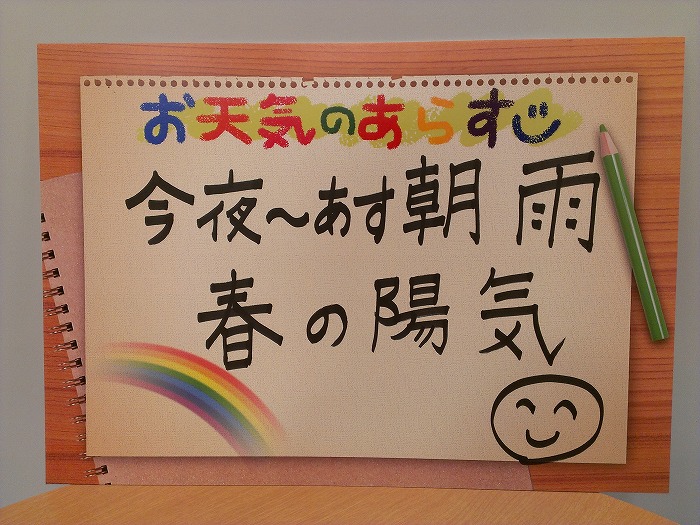 お天気のあらすじ
今夜～あす朝 雨
春の陽気